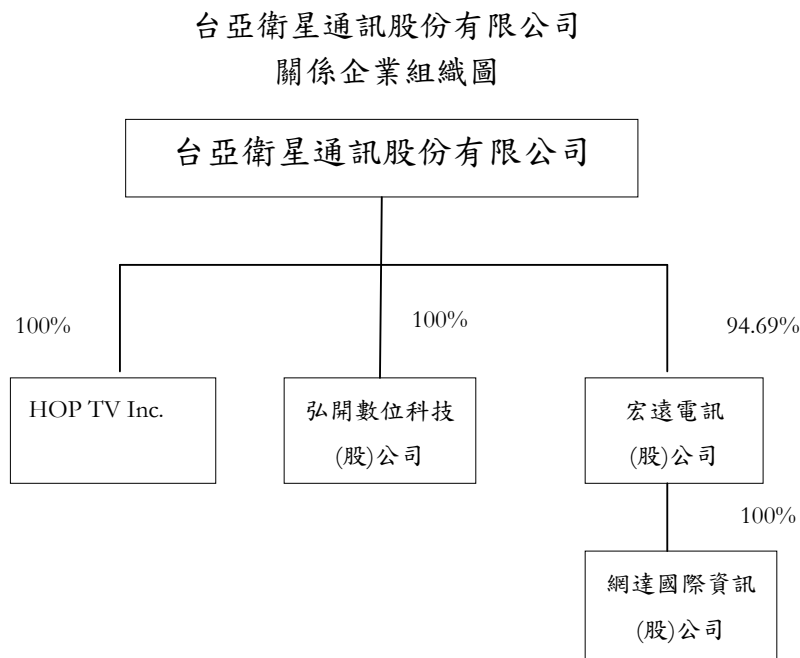 台亞衛星通訊股份有限公司
關係企業組織圖
台亞衛星通訊股份有限公司
100%
100%
94.69%
HOP TV Inc.
弘開數位科技
(股)公司
宏遠電訊
(股)公司
100%
網達國際資訊
(股)公司